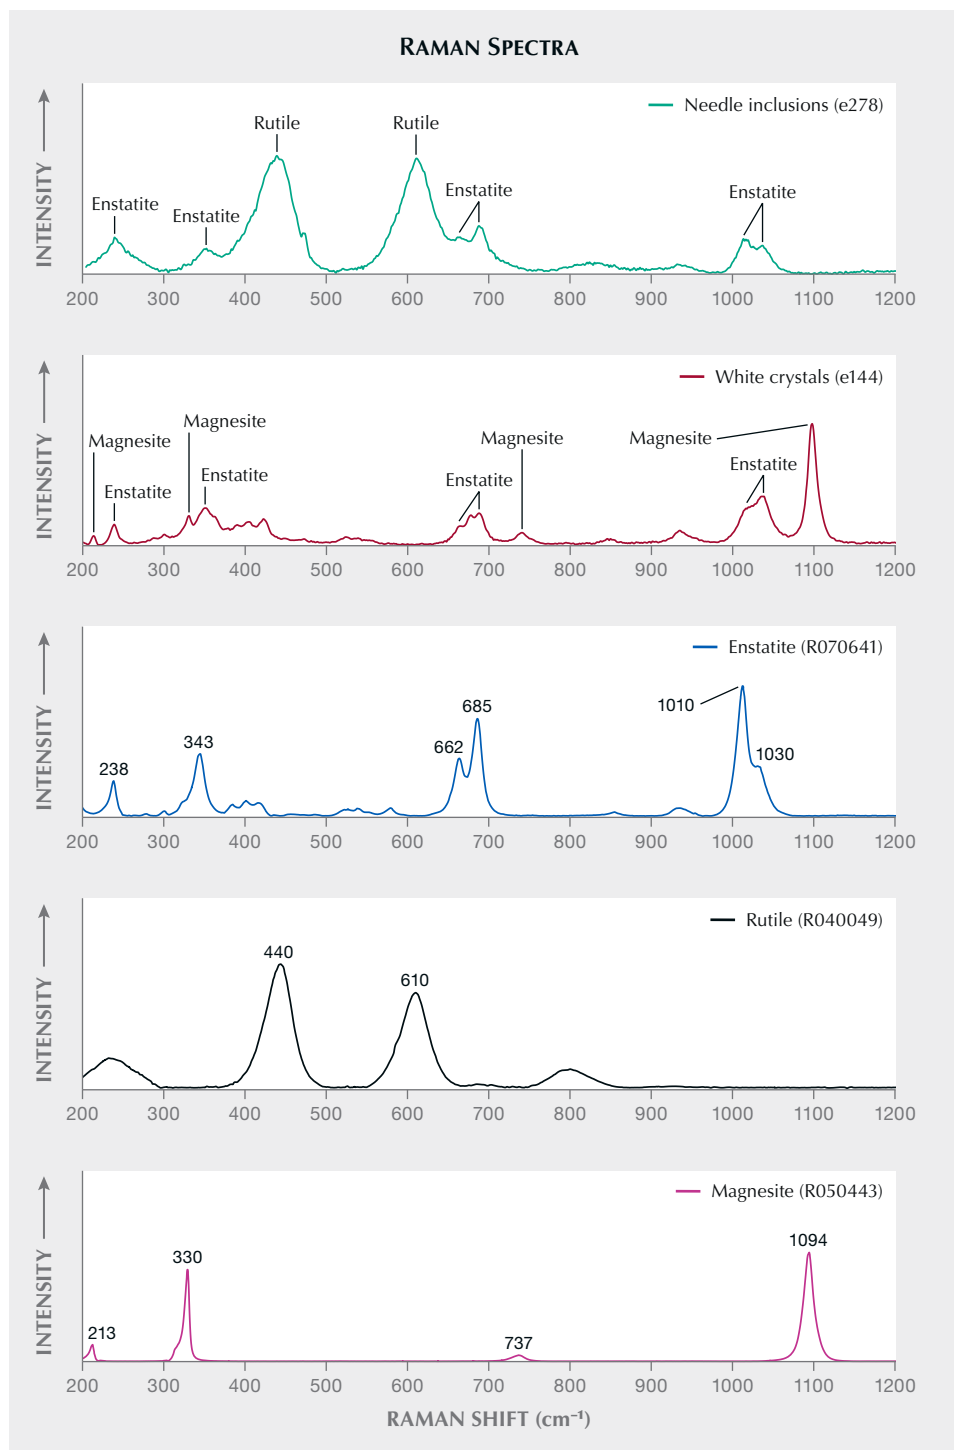 RAMAN SPECTRA
Needle inclusions (e278)
Rutile
Rutile
Enstatite
Enstatite
Enstatite
Enstatite
INTENSITY
200 300 400 500 600 700 800 900 1000 1100 1200
White crystals (e144)
Magnesite
Magnesite
Magnesite
Magnesite
Enstatite
Enstatite
Enstatite
Enstatite
INTENSITY
200 300 400 500 600 700 800 900 1000 1100 1200
Enstatite (R070641)
1010
685
662
343
1030
238
INTENSITY
200 300 400 500 600 700 800 900 1000 1100 1200
Rutile (R040049)
440
610
INTENSITY
200 300 400 500 600 700 800 900 1000 1100 1200
Magnesite (R050443)
1094
330
213
737
INTENSITY
200 300 400 500 600 700 800 900 1000 1100 1200
RAMAN SHIFT (cm⁻¹)